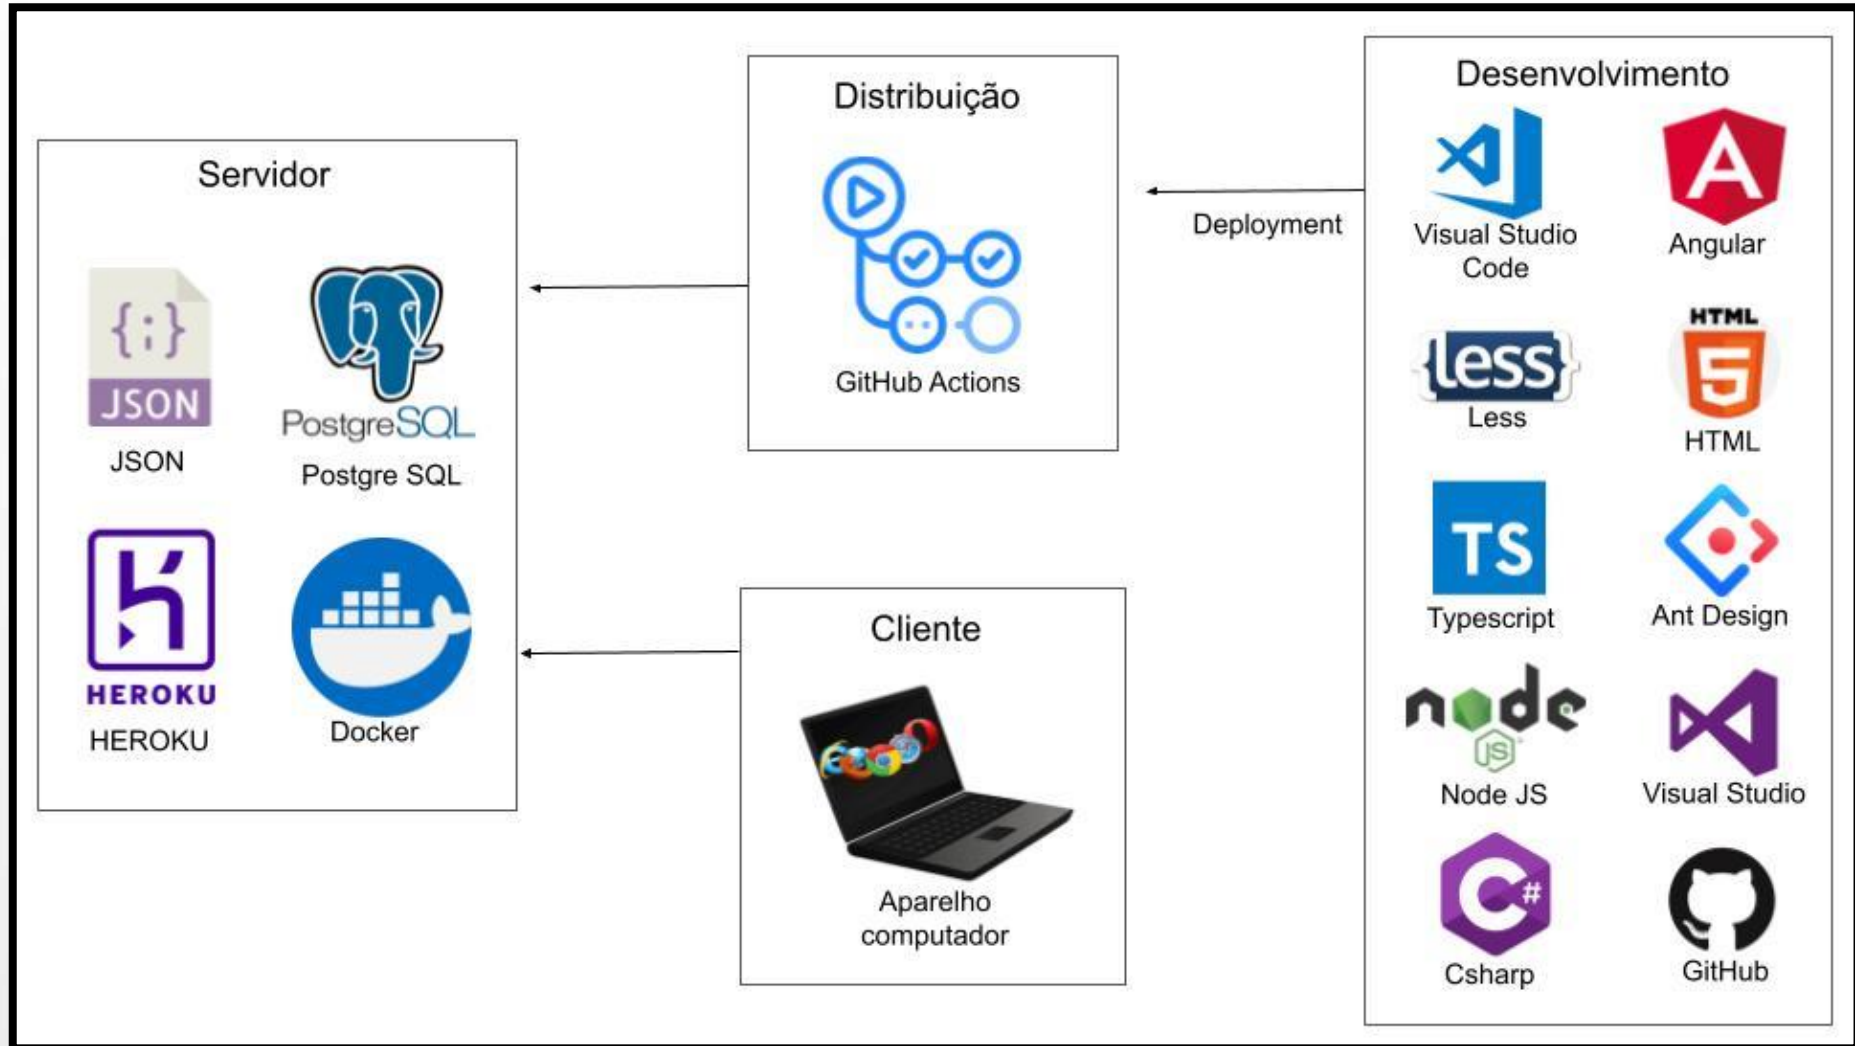 Servidor
{;}
JSON
JSON
PostgreSQL
Postgre SQL
HEROKU
HEROKU
Docker
Distribuição
GitHub Actions
Cliente
Aparelho
computador
Deployment
Desenvolvimento
Visual Studio
Code
A
Angular
{less}
Less
HTML
5
HTML
TS
Typescript
Ant Design
node
JS
Node JS
Visual Studio
C#
Csharp
GitHub